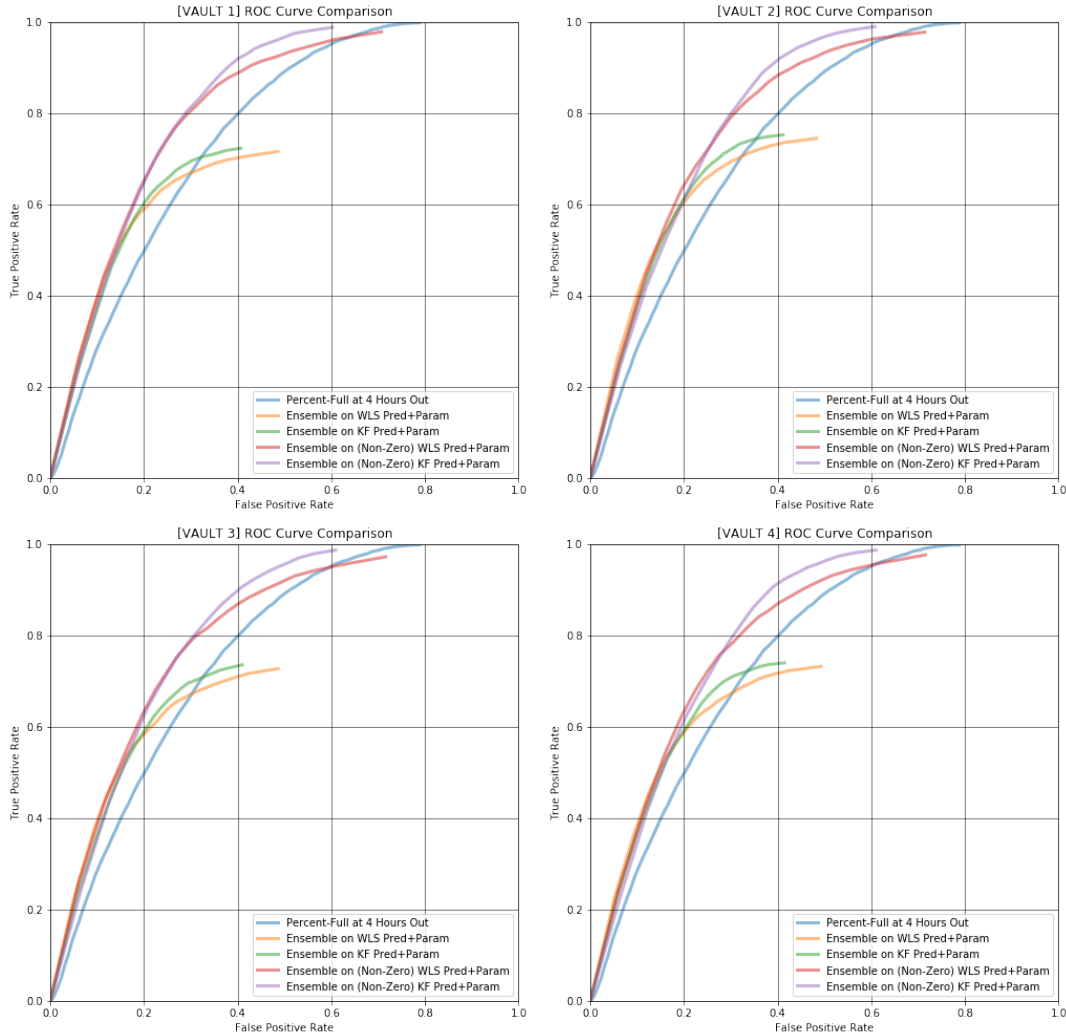 [VAULT 1] ROC Curve Comparison
1.0
0.8
0.6
0.4
0.2
0.0
True Positive Rate
Percent-Full at 4 Hours Out
Ensemble on WLS Pred+Param
Ensemble on KF Pred+Param
Ensemble on (Non-Zero) WLS Pred+Param
Ensemble on (Non-Zero) KF Pred+Param
0.0 0.2 0.4 0.6 0.8 1.0
False Positive Rate
[VAULT 2] ROC Curve Comparison
1.0
0.8
0.6
0.4
0.2
0.0
True Positive Rate
Percent-Full at 4 Hours Out
Ensemble on WLS Pred+Param
Ensemble on KF Pred+Param
Ensemble on (Non-Zero) WLS Pred+Param
Ensemble on (Non-Zero) KF Pred+Param
0.0 0.2 0.4 0.6 0.8 1.0
False Positive Rate
[VAULT 3] ROC Curve Comparison
1.0
0.8
0.6
0.4
0.2
0.0
True Positive Rate
Percent-Full at 4 Hours Out
Ensemble on WLS Pred+Param
Ensemble on KF Pred+Param
Ensemble on (Non-Zero) WLS Pred+Param
Ensemble on (Non-Zero) KF Pred+Param
0.0 0.2 0.4 0.6 0.8 1.0
False Positive Rate
[VAULT 4] ROC Curve Comparison
1.0
0.8
0.6
0.4
0.2
0.0
True Positive Rate
Percent-Full at 4 Hours Out
Ensemble on WLS Pred+Param
Ensemble on KF Pred+Param
Ensemble on (Non-Zero) WLS Pred+Param
Ensemble on (Non-Zero) KF Pred+Param
0.0 0.2 0.4 0.6 0.8 1.0
False Positive Rate